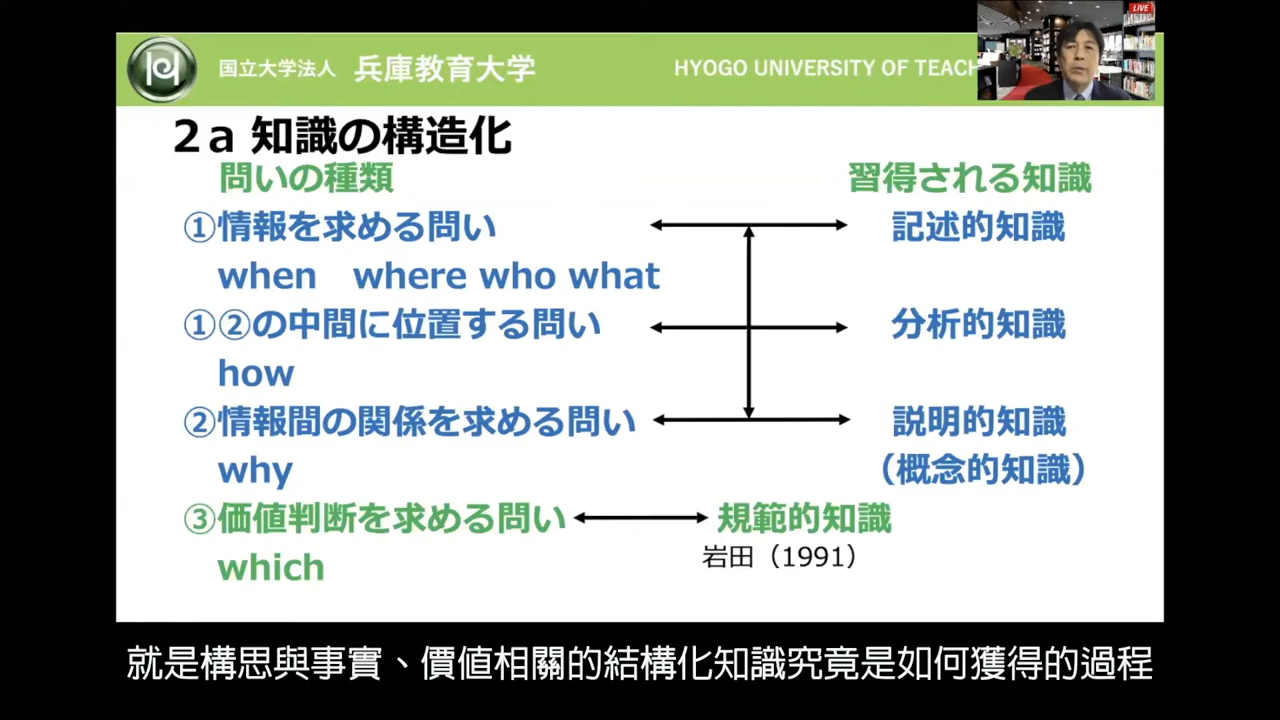 国立大学法人 兵庫教育大学
HYOGO UNIVERSITY OF TEACH
LIVE
2a 知識の構造化
問いの種類 習得される知識
①情報を求める問い 記述的知識
when where who what
①②の中間に位置する問い 分析的知識
how
②情報間の関係を求める問い 説明的知識
why （概念的知識）
③価値判断を求める問い 規範的知識
which 岩田（1991）
就是構思與事實、價值相關的結構化知識究竟是如何獲得的過程